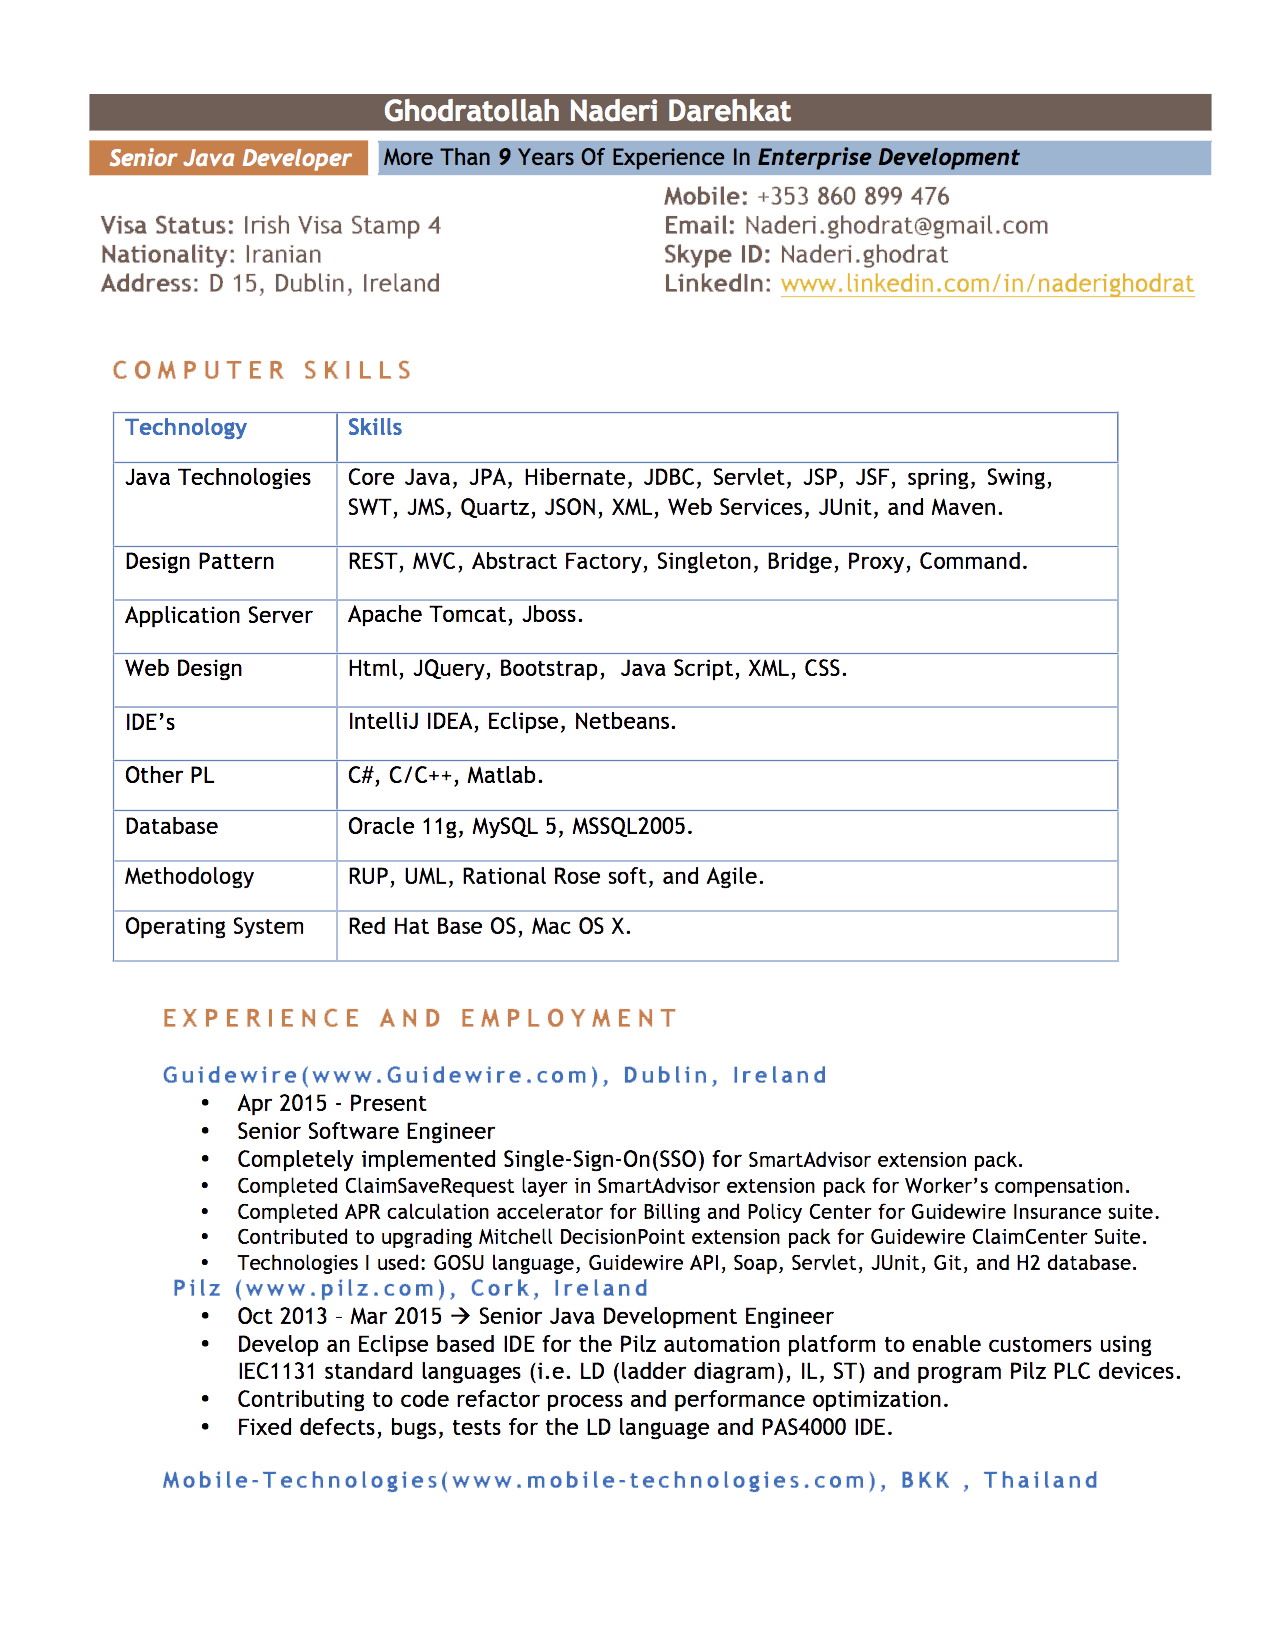 Ghodratollah Naderi Darehkat
Senior Java Developer
More Than 9 Years Of Experience In Enterprise Development
Visa Status: Irish Visa Stamp 4
Nationality: Iranian
Address: D 15, Dublin, Ireland
Mobile: +353 860 899 476
Email: Naderi.ghodrat@gmail.com
Skype ID: Naderi.ghodrat
LinkedIn: www.linkedin.com/in/naderighodrat
COMPUTER SKILLS
Technology Skills
Java Technologies Core Java, JPA, Hibernate, JDBC, Servlet, JSP, JSF, spring, Swing,
SWT, JMS, Quartz, JSON, XML, Web Services, JUnit, and Maven.
Design Pattern REST, MVC, Abstract Factory, Singleton, Bridge, Proxy, Command.
Application Server Apache Tomcat, Jboss.
Web Design Html, JQuery, Bootstrap, Java Script, XML, CSS.
IDE’s IntelliJ IDEA, Eclipse, Netbeans.
Other PL C#, C/C++, Matlab.
Database Oracle 11g, MySQL 5, MSSQL2005.
Methodology RUP, UML, Rational Rose soft, and Agile.
Operating System Red Hat Base OS, Mac OS X.
EXPERIENCE AND EMPLOYMENT
Guidewire(www.Guidewire.com), Dublin, Ireland
• Apr 2015 - Present
• Senior Software Engineer
• Completely implemented Single-Sign-On(SSO) for SmartAdvisor extension pack.
• Completed ClaimSaveRequest layer in SmartAdvisor extension pack for Worker’s compensation.
• Completed APR calculation accelerator for Billing and Policy Center for Guidewire Insurance suite.
• Contributed to upgrading Mitchell DecisionPoint extension pack for Guidewire ClaimCenter Suite.
• Technologies I used: GOSU language, Guidewire API, Soap, Servlet, JUnit, Git, and H2 database.
Pilz (www.pilz.com), Cork, Ireland
• Oct 2013 – Mar 2015 → Senior Java Development Engineer
• Develop an Eclipse based IDE for the Pilz automation platform to enable customers using
IEC1131 standard languages (i.e. LD (ladder diagram), IL, ST) and program Pilz PLC devices.
• Contributing to code refactor process and performance optimization.
• Fixed defects, bugs, tests for the LD language and PAS4000 IDE.
Mobile-Technologies(www.mobile-technologies.com), BKK , Thailand